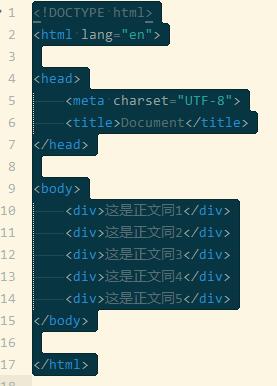 1 <!DOCTYPE html>
2 <html lang="en">
3
4 <head>
5 <meta charset="UTF-8">
6 <title>Document</title>
7 </head>
8
9 <body>
10 <div>这是正文同1</div>
11 <div>这是正文同2</div>
12 <div>这是正文同3</div>
13 <div>这是正文同4</div>
14 <div>这是正文同5</div>
15 </body>
16
17 </html>